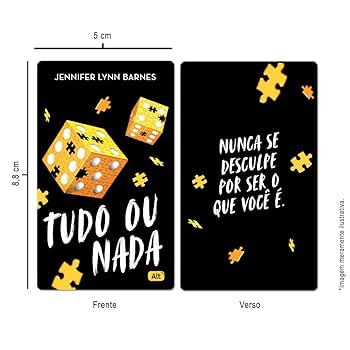 5 cm
8,8 cm
JENNIFER LYNN BARNES
TUDO OU
NADA
Alt
NUNCA SE
DESCULPE
POR SER O
QUE VOCÊ É.
Frente
Verso
*Imagem meramente ilustrativa.